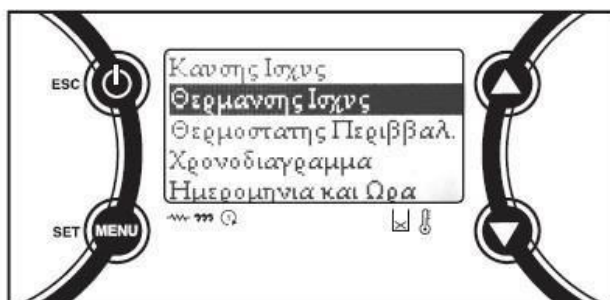 ESC
Καυσης Ισχυς
Θερμανσης Ισχυς
Θερμοστατης Περιββαλ.
Χρονοδιαγραμμα
Ημερομηνια και Ωρα
SET MENU